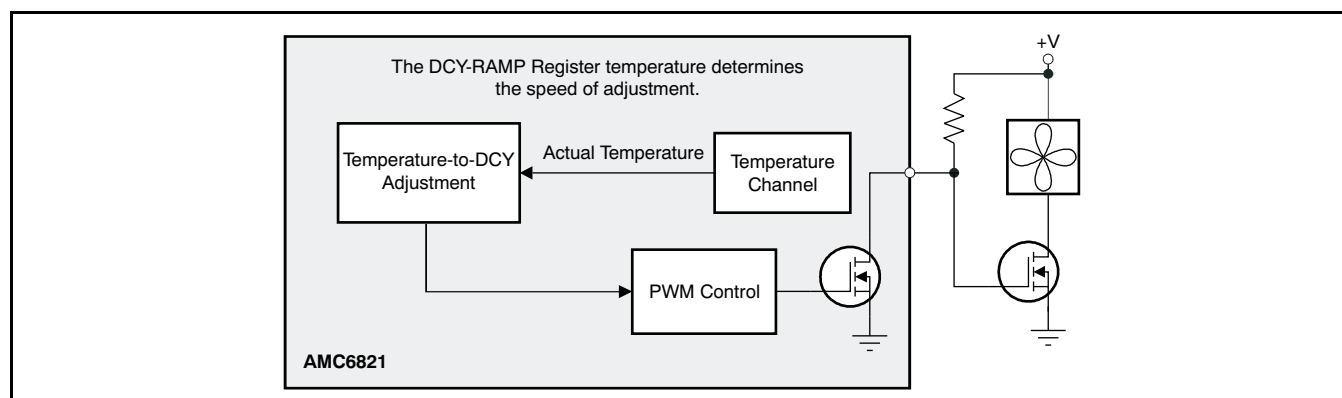 The DCY-RAMP Register temperature determines
the speed of adjustment.
+V
Temperature-to-DCY
Adjustment
Actual Temperature
Temperature
Channel
PWM Control
AMC6821